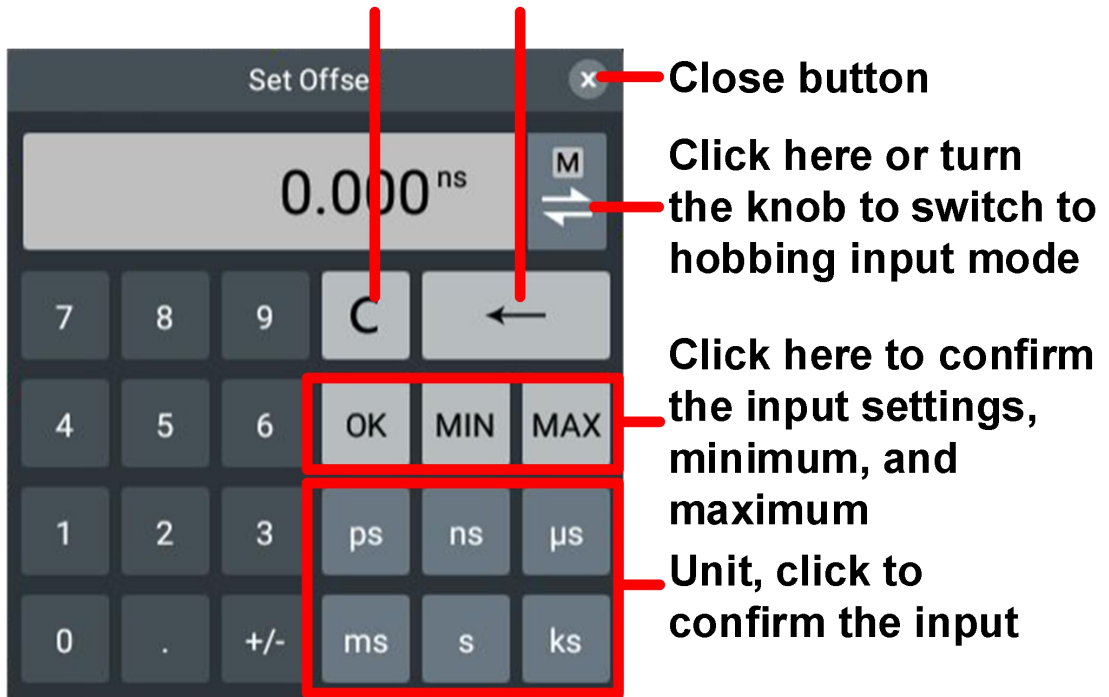 Set Offse
x
Close button
0.000 ns
M
Click here or turn
the knob to switch to
hobbing input mode
7 8 9 C ←
4 5 6 OK MIN MAX
Click here to confirm
the input settings,
minimum, and
maximum
1 2 3 ps ns µs
0 . +/- ms s ks
Unit, click to
confirm the input